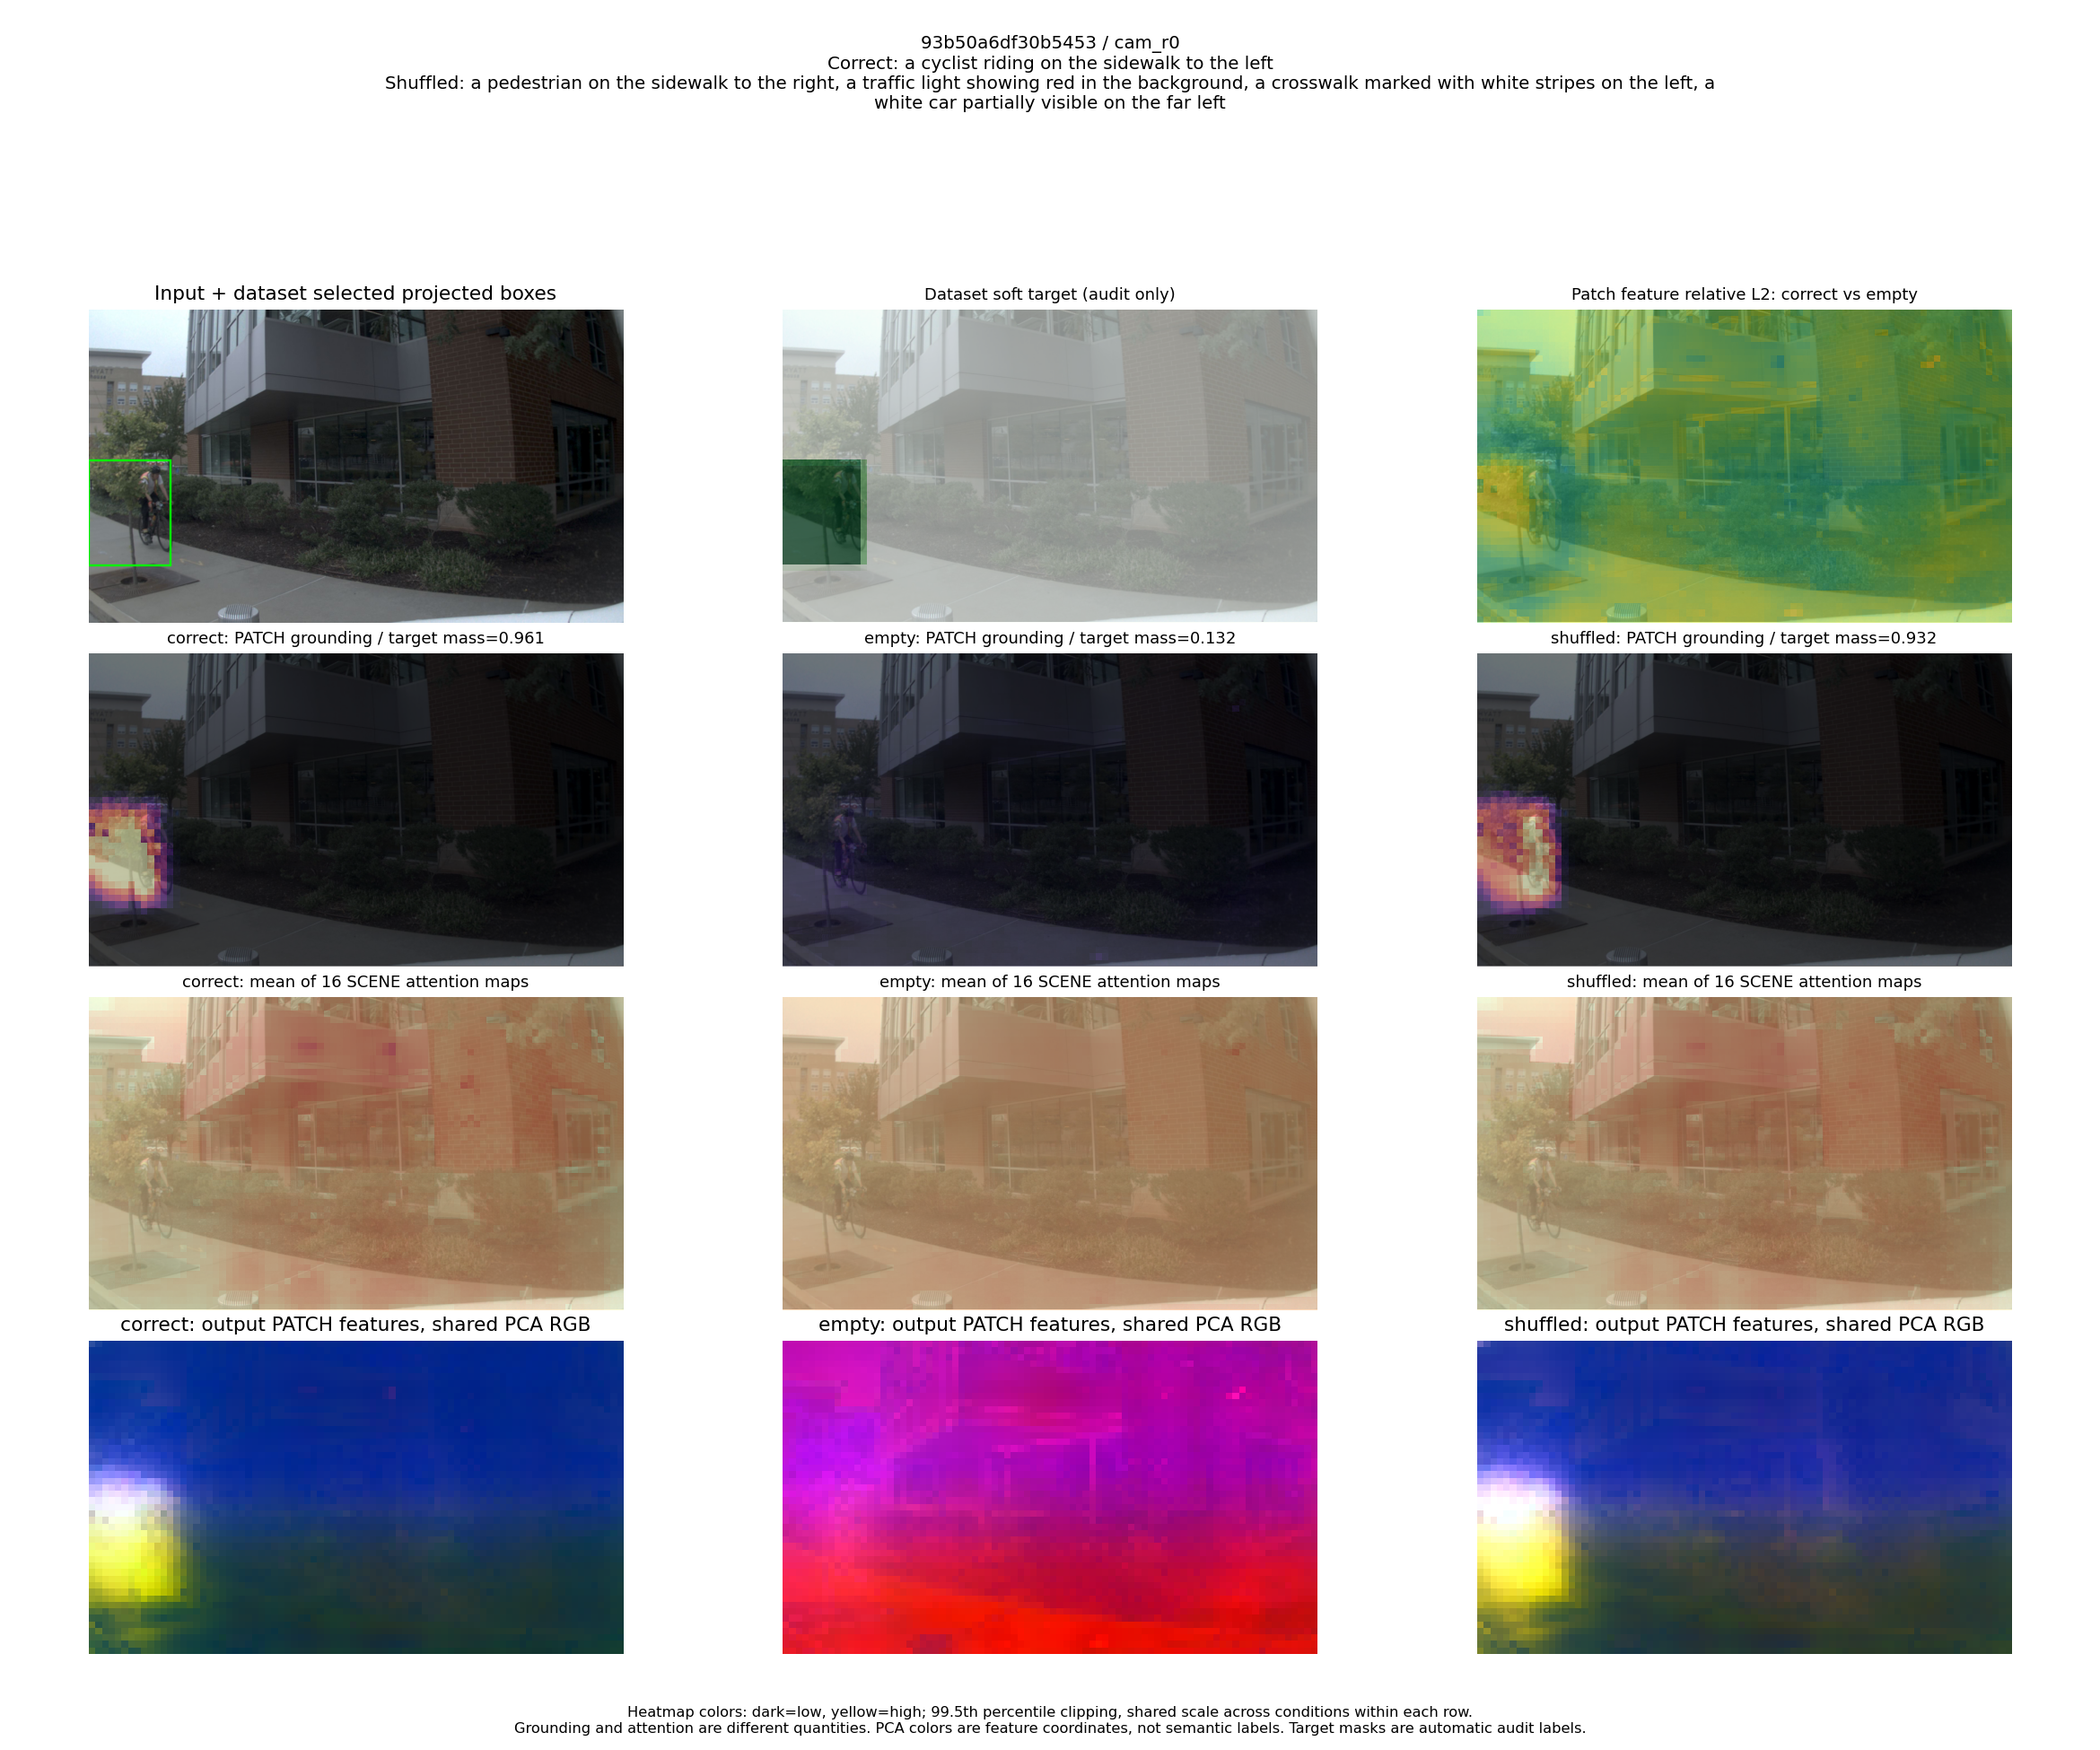 93b50a6df30b5453 / cam_r0
Correct: a cyclist riding on the sidewalk to the left
Shuffled: a pedestrian on the sidewalk to the right, a traffic light showing red in the background, a crosswalk marked with white stripes on the left, a
white car partially visible on the far left
Input + dataset selected projected boxes
Dataset soft target (audit only)
Patch feature relative L2: correct vs empty
correct: PATCH grounding / target mass=0.961
empty: PATCH grounding / target mass=0.132
shuffled: PATCH grounding / target mass=0.932
correct: mean of 16 SCENE attention maps
empty: mean of 16 SCENE attention maps
shuffled: mean of 16 SCENE attention maps
correct: output PATCH features, shared PCA RGB
empty: output PATCH features, shared PCA RGB
shuffled: output PATCH features, shared PCA RGB
Heatmap colors: dark=low, yellow=high; 99.5th percentile clipping, shared scale across conditions within each row.
Grounding and attention are different quantities. PCA colors are feature coordinates, not semantic labels. Target masks are automatic audit labels.